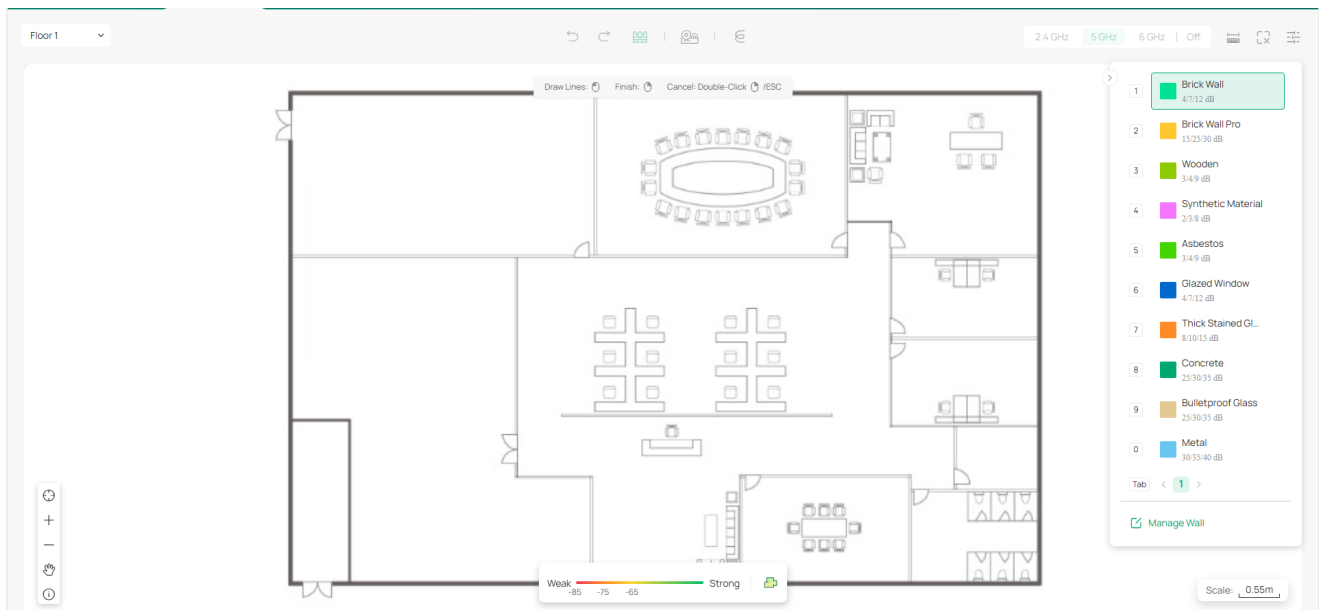 Floor 1
2.4 GHz 5 GHz 6 GHz | Off
Draw Lines: Finish: Cancel: Double-Click /ESC
1 Brick Wall
4/7/12 dB
2 Brick Wall Pro
15/25/30 dB
3 Wooden
3/4/9 dB
4 Synthetic Material
2/3/8 dB
5 Asbestos
3/4/9 dB
6 Glazed Window
4/7/12 dB
7 Thick Stained Gl...
8/10/15 dB
8 Concrete
25/30/35 dB
9 Bulletproof Glass
25/30/35 dB
0 Metal
30/35/40 dB
Tab < 1 >
Manage Wall
Weak Strong
-85 -75 -65
Scale: 0.55m